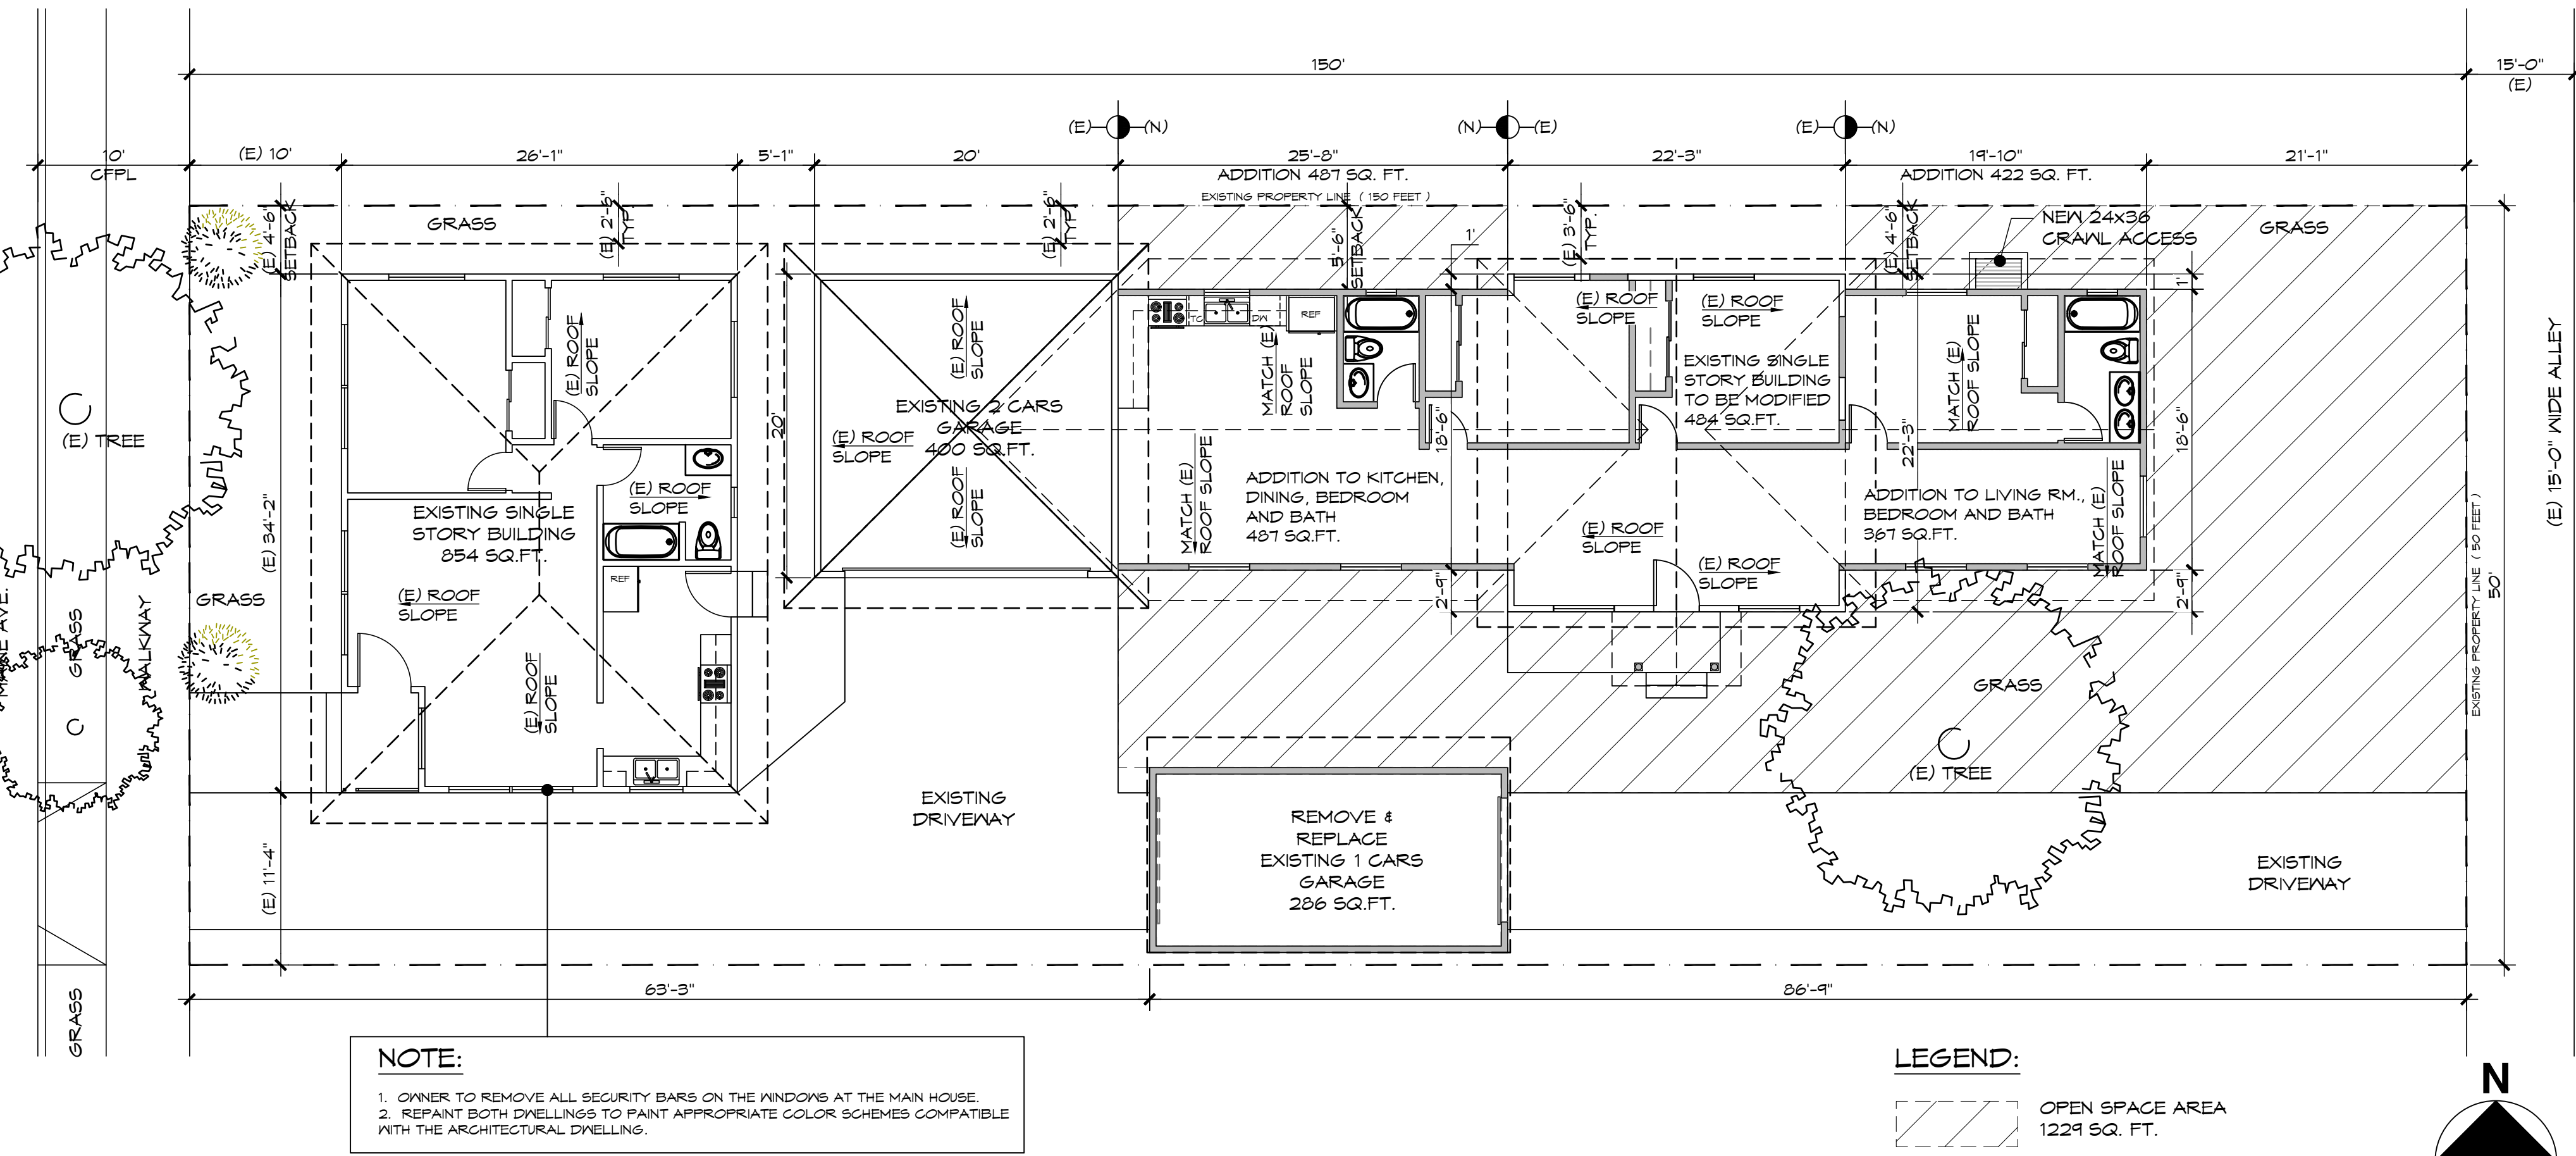 150'
15'-0"
(E)
(E)
(N)
(N)
(E)
(E)
(N)
10'
CFPL
(E) 10'
26'-1"
5'-1"
20'
25'-8"
22'-3"
19'-10"
21'-1"
ADDITION 487 SQ. FT.
ADDITION 422 SQ. FT.
EXISTING PROPERTY LINE ( 150 FEET )
(E) 4'-6"
SETBACK
GRASS
(E) 2'-5"
TYP.
(E) 2'-6"
TYP.
5'-6"
SETBACK
1'
(E) 3'-6"
TYP.
(E) 4'-6"
SETBACK
NEW 24x36
CRAWL ACCESS
GRASS
1'
(E) TREE
(E) ROOF
SLOPE
(E) ROOF
SLOPE
20'
EXISTING 2 CARS
GARAGE
400 SQ.FT.
(E) ROOF
SLOPE
(E) ROOF
SLOPE
TC
DW
REF
MATCH (E)
ROOF
SLOPE
MATCH (E)
ROOF SLOPE
(E) ROOF
SLOPE
(E) ROOF
SLOPE
EXISTING SINGLE
STORY BUILDING
TO BE MODIFIED
484 SQ.FT.
MATCH (E)
ROOF SLOPE
18'-6"
22'-3"
18'-6"
(E) 15'-0" WIDE ALLEY
(E) ROOF
SLOPE
EXISTING SINGLE
STORY BUILDING
854 SQ.FT.
REF
(E) 34'-2"
(E) ROOF
SLOPE
(E) ROOF
SLOPE
ADDITION TO KITCHEN,
DINING, BEDROOM
AND BATH
487 SQ.FT.
(E) ROOF
SLOPE
(E) ROOF
SLOPE
ADDITION TO LIVING RM.,
BEDROOM AND BATH
367 SQ.FT.
MATCH (E)
ROOF SLOPE
2'-9"
2'-9"
EXISTING PROPERTY LINE ( 50 FEET )
50'
GRASS
AVE.
GRASS
WALKWAY
GRASS
(E) TREE
EXISTING
DRIVEWAY
REMOVE &
REPLACE
EXISTING 1 CARS
GARAGE
286 SQ.FT.
EXISTING
DRIVEWAY
(E) 11'-4"
GRASS
63'-3"
86'-9"
NOTE:
1. OWNER TO REMOVE ALL SECURITY BARS ON THE WINDOWS AT THE MAIN HOUSE.
2. REPAINT BOTH DWELLINGS TO PAINT APPROPRIATE COLOR SCHEMES COMPATIBLE
WITH THE ARCHITECTURAL DWELLING.
LEGEND:
OPEN SPACE AREA
1229 SQ. FT.
N